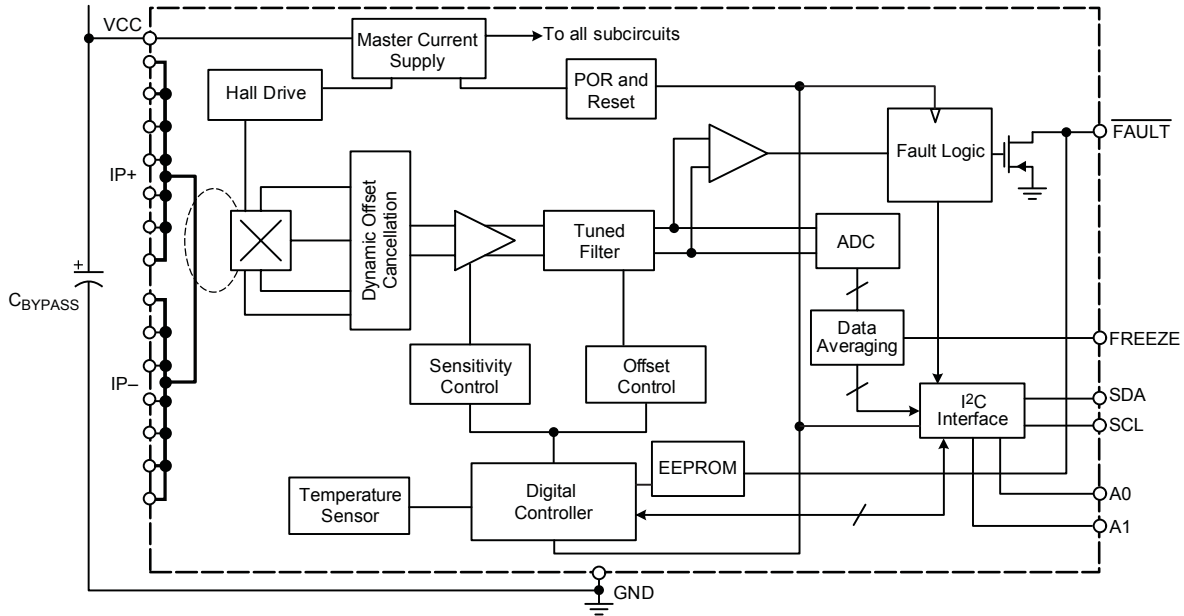 VCC
Master Current
Supply
To all subcircuits
Hall Drive
POR and
Reset
Fault Logic
FAULT
IP+
Dynamic Offset
Cancellation
Tuned
Filter
ADC
+
CBYPASS
Data
Averaging
FREEZE
Sensitivity
Control
Offset
Control
IP–
I2C
Interface
SDA
SCL
EEPROM
Temperature
Sensor
Digital
Controller
A0
A1
GND